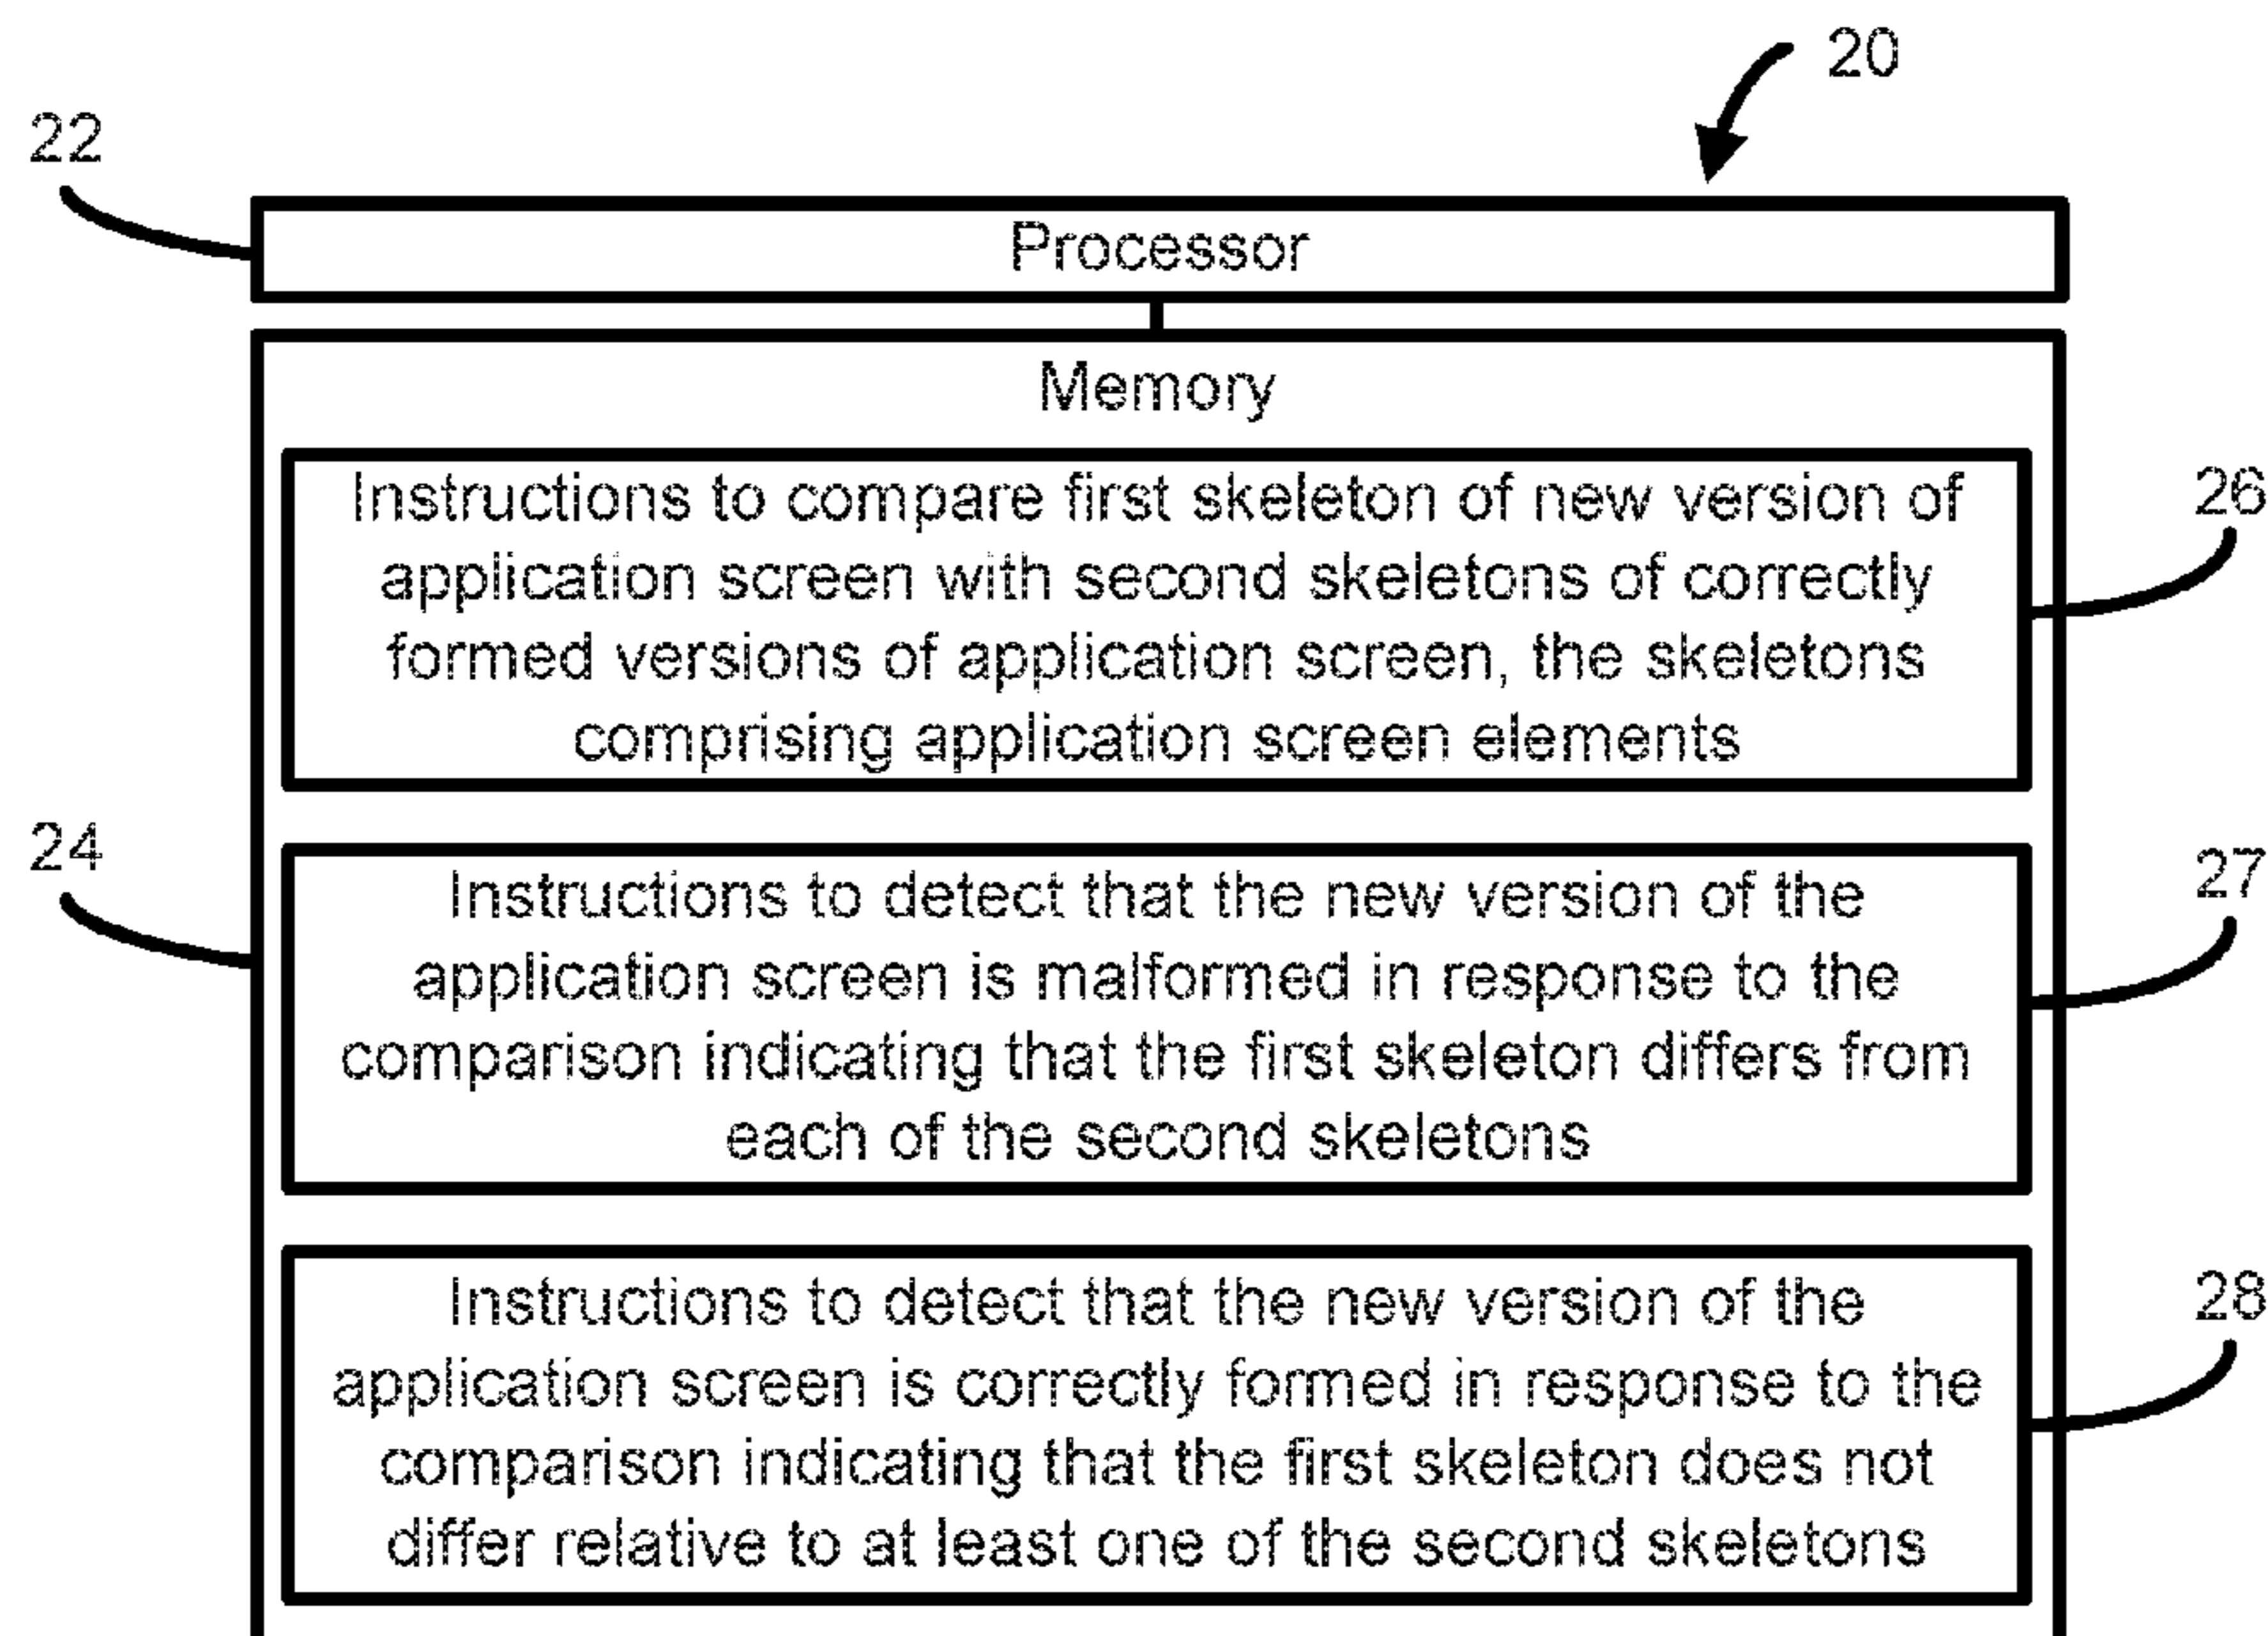 20
22
Processor
Memory
Instructions to compare first skeleton of new version of
application screen with second skeletons of correctly
formed versions of application screen, the skeletons
comprising application screen elements
26
24
Instructions to detect that the new version of the
application screen is malformed in response to the
comparison indicating that the first skeleton differs from
each of the second skeletons
27
Instructions to detect that the new version of the
application screen is correctly formed in response to the
comparison indicating that the first skeleton does not
differ relative to at least one of the second skeletons
28